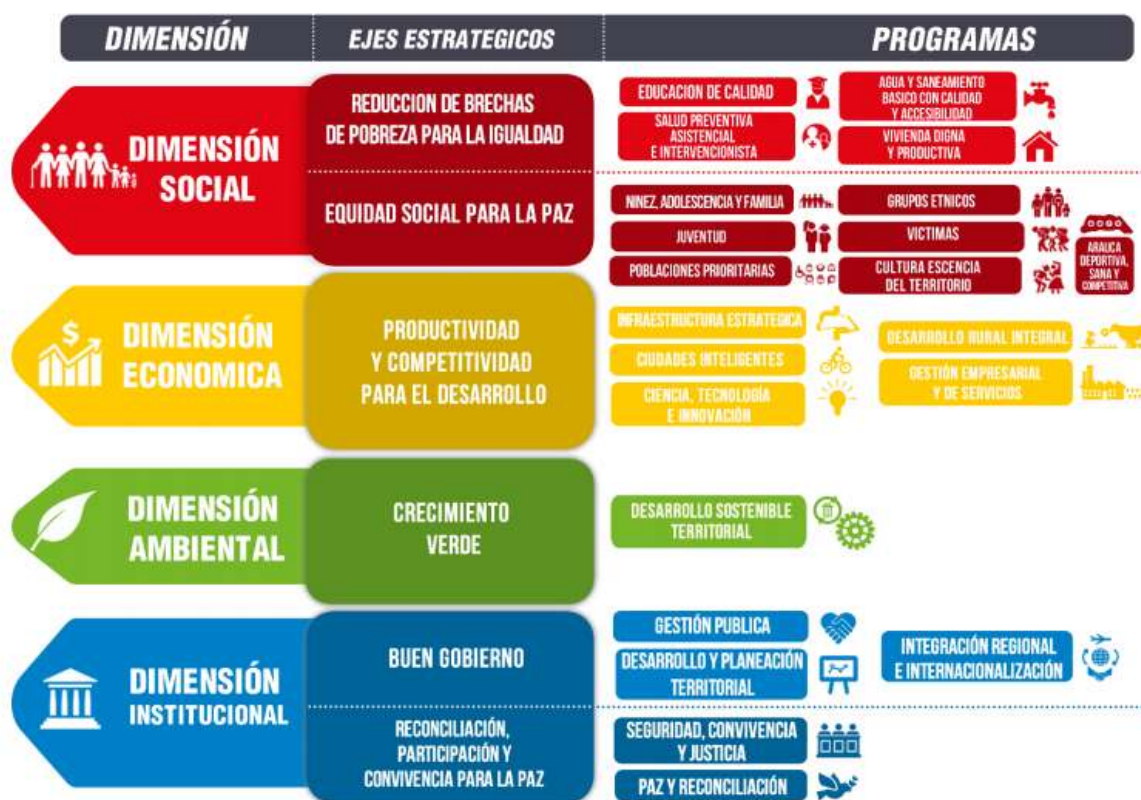 DIMENSIÓN
EJES ESTRATEGICOS
PROGRAMAS
DIMENSIÓN
SOCIAL
REDUCCION DE BRECHAS
DE POBREZA PARA LA IGUALDAD
EDUCACION DE CALIDAD
SALUD PREVENTIVA
ASISTENCIAL
E INTERVENCIONISTA
AGUA Y SANEAMIENTO
BASICO CON CALIDAD
Y ACCESIBILIDAD
VIVIENDA DIGNA
Y PRODUCTIVA
EQUIDAD SOCIAL PARA LA PAZ
NINEZ, ADOLESCENCIA Y FAMILIA
JUVENTUD
POBLACIONES PRIORITARIAS
GRUPOS ETNICOS
VICTIMAS
CULTURA ESCENCIA
DEL TERRITORIO
ARAUCA
DEPORTIVA,
SANA Y
COMPETITIVA
DIMENSIÓN
ECONOMICA
PRODUCTIVIDAD
Y COMPETITIVIDAD
PARA EL DESARROLLO
INFRAESTRUCTURA ESTRATEGICA
CIUDADES INTELIGENTES
CIENCIA, TECNOLOGÍA
E INNOVACIÓN
DESARROLLO RURAL INTEGRAL
GESTIÓN EMPRESARIAL
Y DE SERVICIOS
DIMENSIÓN
AMBIENTAL
CRECIMIENTO
VERDE
DESARROLLO SOSTENIBLE
TERRITORIAL
DIMENSIÓN
INSTITUCIONAL
BUEN GOBIERNO
GESTIÓN PUBLICA
DESARROLLO Y PLANEACIÓN
TERRITORIAL
INTEGRACIÓN REGIONAL
E INTERNACIONALIZACIÓN
RECONCILIACIÓN,
PARTICIPACIÓN Y
CONVIVENCIA PARA LA PAZ
SEGURIDAD, CONVIVENCIA
Y JUSTICIA
PAZ Y RECONCILIACIÓN